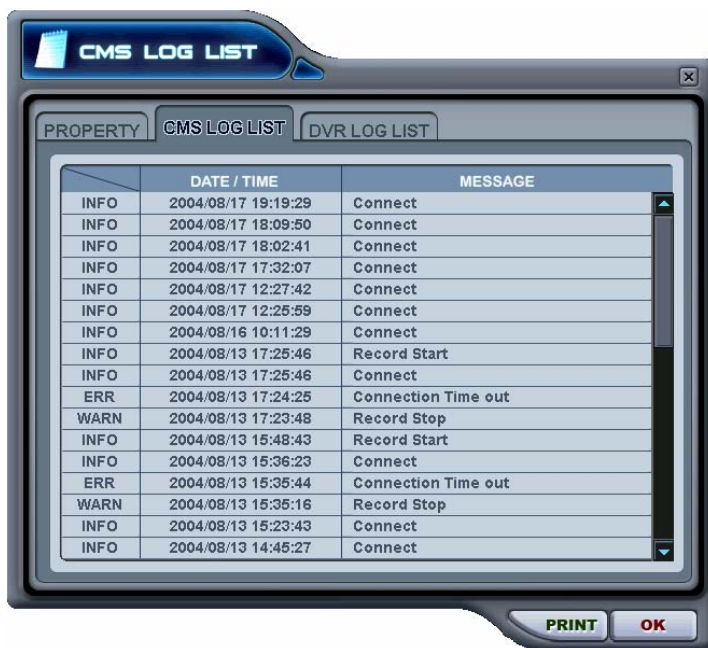 CMS LOG LIST
PROPERTY CMS LOG LIST DVR LOG LIST
DATE / TIME MESSAGE
INFO 2004/08/17 19:19:29 Connect
INFO 2004/08/17 18:09:50 Connect
INFO 2004/08/17 18:02:41 Connect
INFO 2004/08/17 17:32:07 Connect
INFO 2004/08/17 12:27:42 Connect
INFO 2004/08/17 12:25:59 Connect
INFO 2004/08/16 10:11:29 Connect
INFO 2004/08/13 17:25:46 Record Start
INFO 2004/08/13 17:25:46 Connect
ERR 2004/08/13 17:24:25 Connection Time out
WARN 2004/08/13 17:23:48 Record Stop
INFO 2004/08/13 15:48:43 Record Start
INFO 2004/08/13 15:36:23 Connect
ERR 2004/08/13 15:35:44 Connection Time out
WARN 2004/08/13 15:35:16 Record Stop
INFO 2004/08/13 15:23:43 Connect
INFO 2004/08/13 14:45:27 Connect
PRINT OK